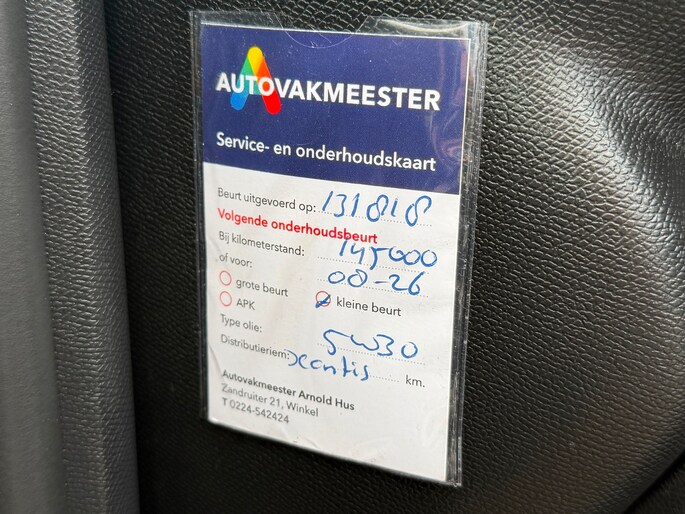 AUTOVAKMEESTER
Service- en onderhoudskaart
Beurt uitgevoerd op: 131818
Volgende onderhoudsbeurt
Bij kilometerstand: 145000
of voor: 08-26
grote beurt kleine beurt
APK
Type olie: 5w30
Distributieriem: km.
Autovakmeester Arnold Hus
Zandruiter 21, Winkel
T 0224-542424